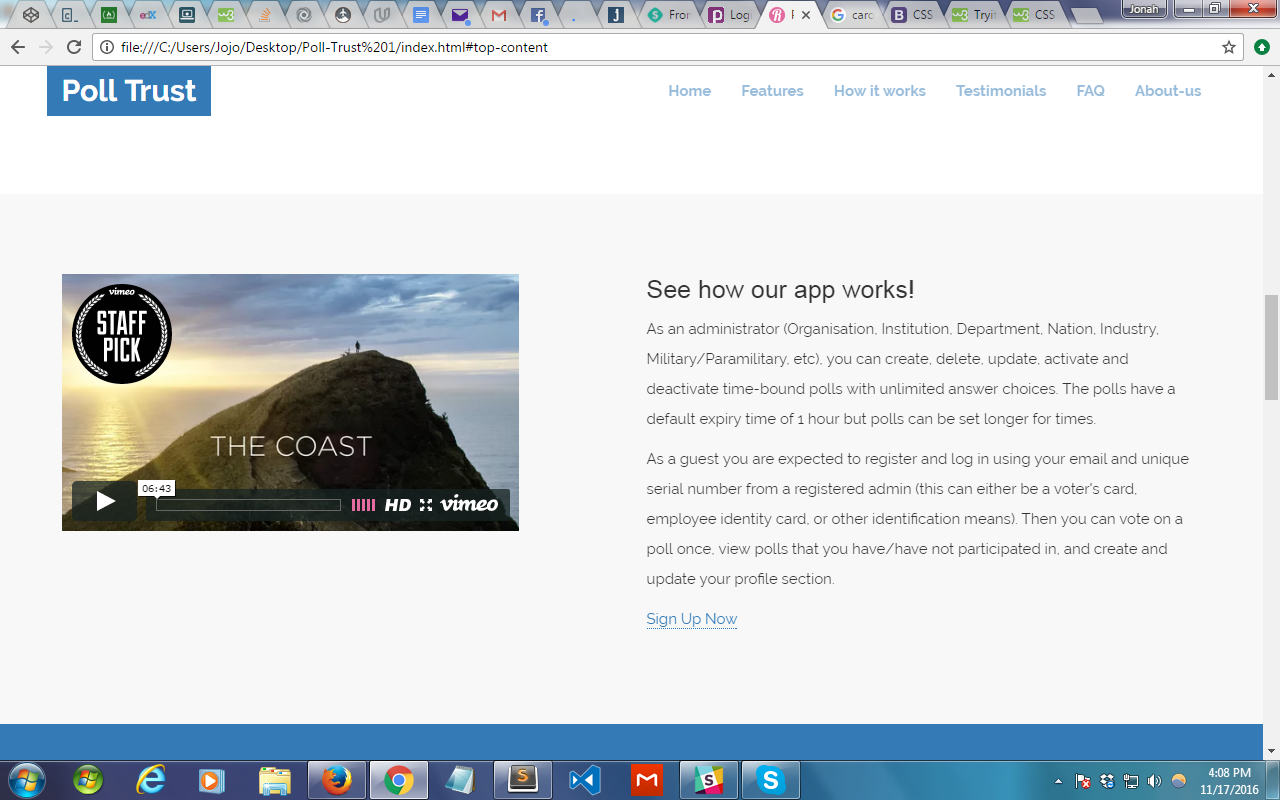 Jonah
Fror
Logi
carc
CSS
Tryit
CSS
file:///C:/Users/Jojo/Desktop/Poll-Trust%201/index.html#top-content
Poll Trust
Home Features How it works Testimonials FAQ About-us
vimeo
STAFF
PICK
THE COAST
06:43
HD vimeo
See how our app works!
As an administrator (Organisation, Institution, Department, Nation, Industry,
Military/Paramilitary, etc), you can create, delete, update, activate and
deactivate time-bound polls with unlimited answer choices. The polls have a
default expiry time of 1 hour but polls can be set longer for times.
As a guest you are expected to register and log in using your email and unique
serial number from a registered admin (this can either be a voter's card,
employee identity card, or other identification means). Then you can vote on a
poll once, view polls that you have/have not participated in, and create and
update your profile section.
Sign Up Now
4:08 PM
11/17/2016